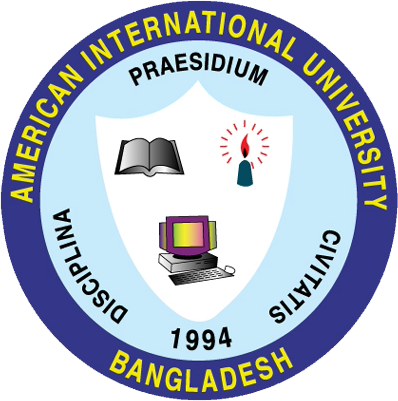 AMERICAN INTERNATIONAL UNIVERSITY
PRAESIDIUM
DISCIPLINA
CIVITATIS
1994
BANGLADESH